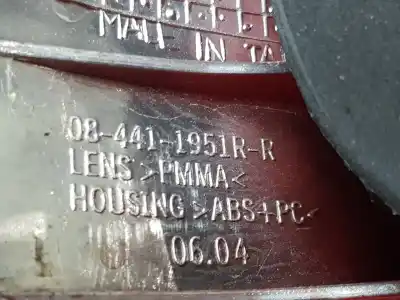 MADE IN TA
08-441-1951R-R
LENS >PMMA<
HOUSING >ABS+PC<
06.04